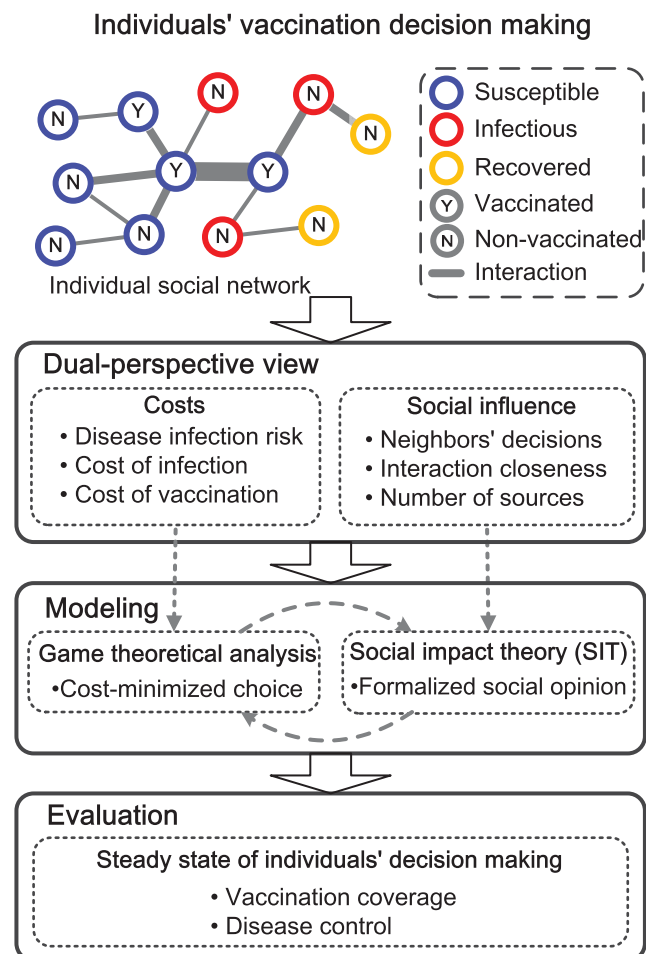 Individuals' vaccination decision making
N
Y
N
N
N
Y
Y
N
N
N
N
N
Individual social network
Susceptible
Infectious
Recovered
Y Vaccinated
N Non-vaccinated
Interaction
Dual-perspective view
Costs
• Disease infection risk
• Cost of infection
• Cost of vaccination
Social influence
• Neighbors' decisions
• Interaction closeness
• Number of sources
Modeling
Game theoretical analysis
•Cost-minimized choice
Social impact theory (SIT)
•Formalized social opinion
Evaluation
Steady state of individuals' decision making
• Vaccination coverage
• Disease control